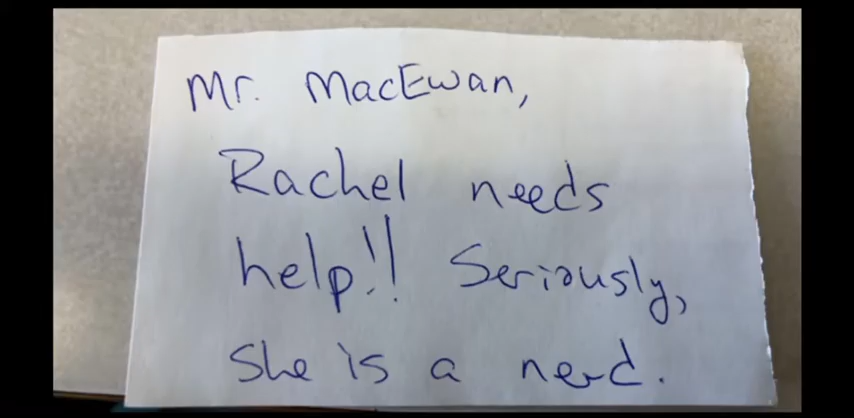 Mr. MacEwan,
Rachel needs
help!! Seriously,
She is a nerd.